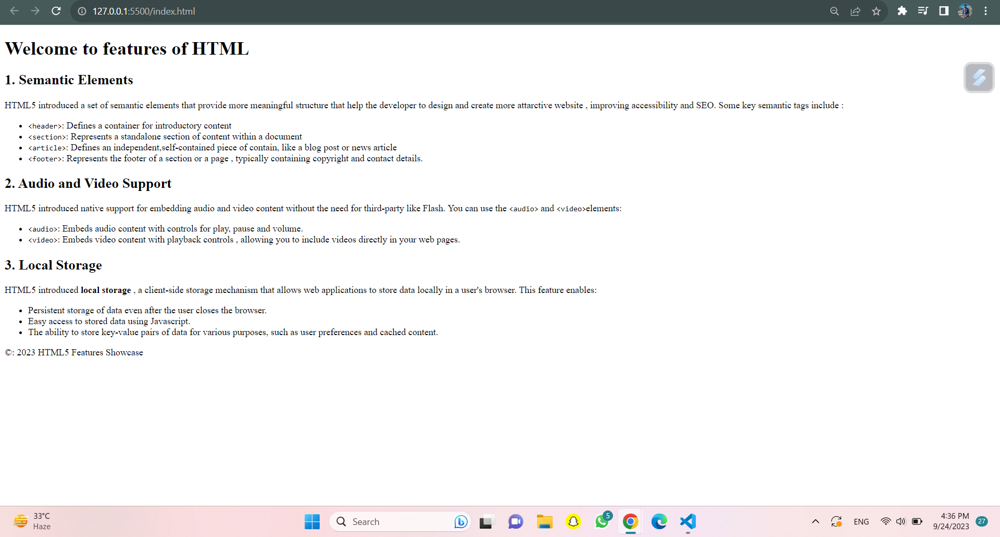 127.0.0.1:5500/index.html
Welcome to features of HTML
1. Semantic Elements
HTML5 introduced a set of semantic elements that provide more meaningful structure that help the developer to design and create more attarctive website , improving accessibility and SEO. Some key semantic tags include :
• <header>: Defines a container for introductory content
• <section>: Represents a standalone section of content within a document
• <article>: Defines an independent,self-contained piece of contain, like a blog post or news article
• <footer>: Represents the footer of a section or a page , typically containing copyright and contact details.
2. Audio and Video Support
HTML5 introduced native support for embedding audio and video content without the need for third-party like Flash. You can use the <audio> and <video>elements:
• <audio>: Embeds audio content with controls for play, pause and volume.
• <video>: Embeds video content with playback controls , allowing you to include videos directly in your web pages.
3. Local Storage
HTML5 introduced local storage , a client-side storage mechanism that allows web applications to store data locally in a user's browser. This feature enables:
• Persistent storage of data even after the user closes the browser.
• Easy access to stored data using Javascript.
• The ability to store key-value pairs of data for various purposes, such as user preferences and cached content.
©: 2023 HTML5 Features Showcase
33°C
Haze
Search
5
ENG
4:36 PM
9/24/2023
27